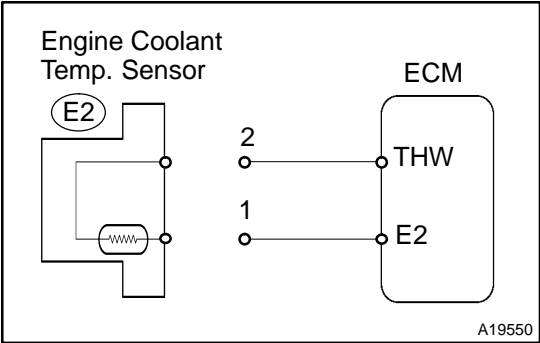 Engine Coolant
Temp. Sensor
ECM
E2
2
THW
1
E2
A19550